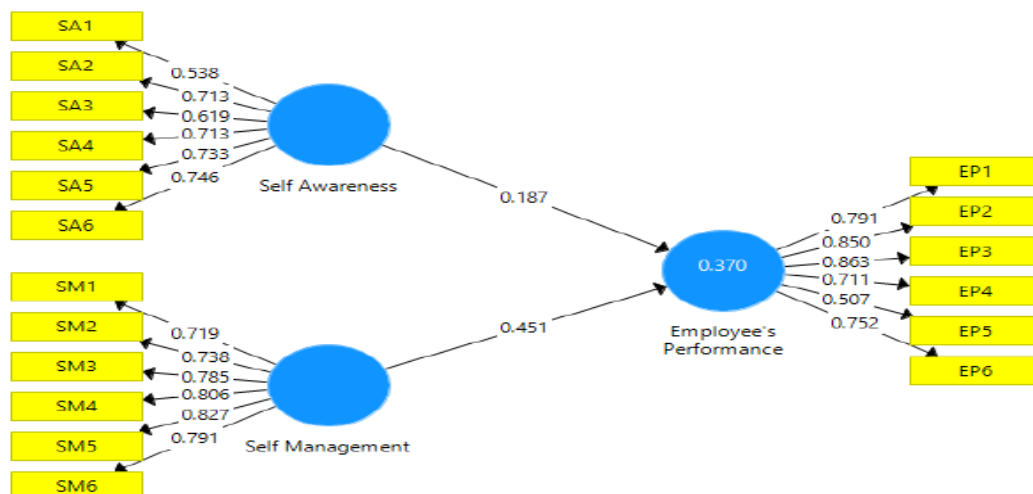 SA1
SA2
SA3
SA4
SA5
SA6
0.538
0.713
0.619
0.713
0.733
0.746
Self Awareness
0.187
SM1
SM2
SM3
SM4
SM5
SM6
0.719
0.738
0.785
0.806
0.827
0.791
Self Management
0.451
0.370
Employee's
Performance
0.791
0.850
0.863
0.711
0.507
0.752
EP1
EP2
EP3
EP4
EP5
EP6